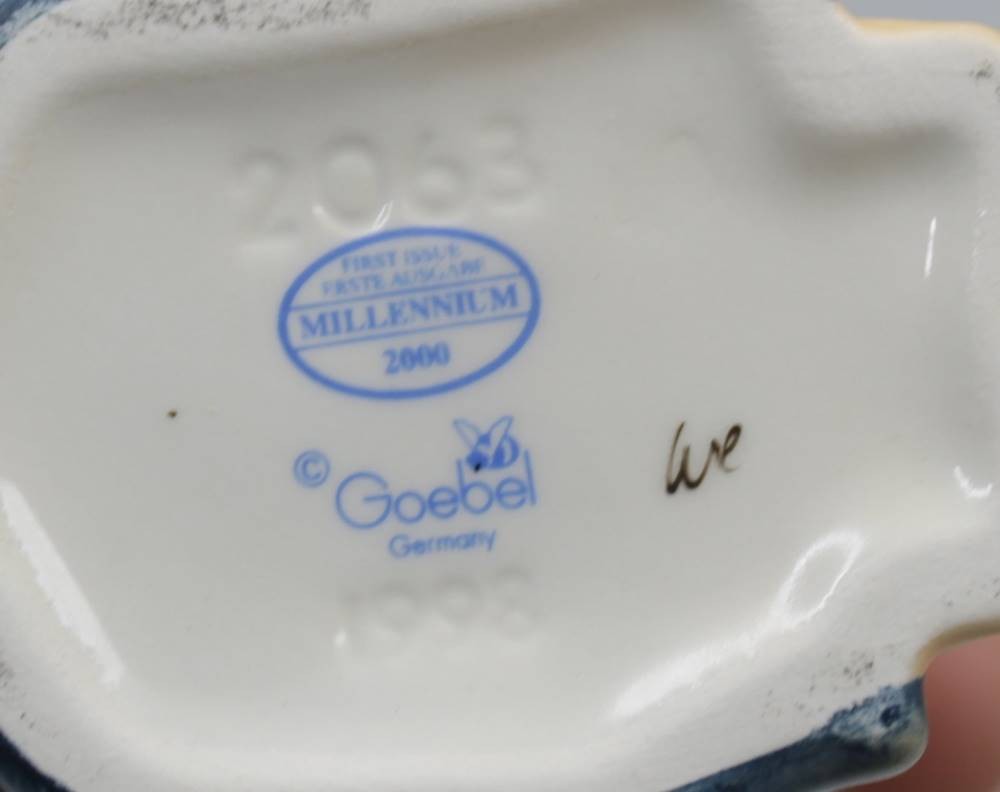 2063
FIRST ISSUE
ERSTE AUSGABE
MILLENNIUM
2000
© Goebel
Germany
We
1998